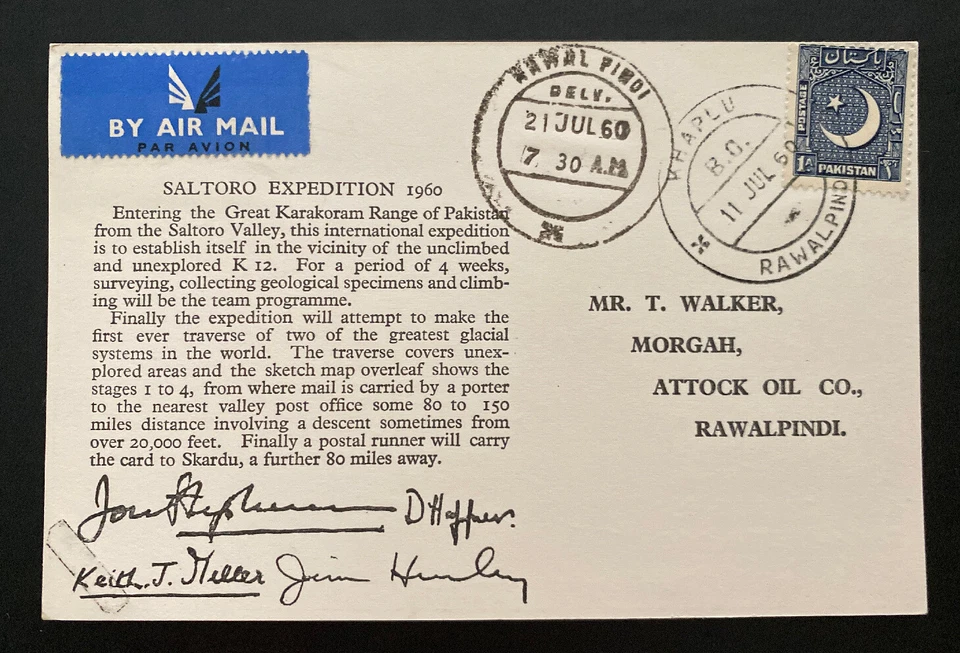 BY AIR MAIL
PAR AVION
RAWAL PINDI
DELY.
21 JUL 60
7 30 A.M
KHAPLU
B.O.
11 JUL 60
RAWALPINDI
پاکستان
POSTAGE
1A
PAKISTAN
SALTORO EXPEDITION 1960
Entering the Great Karakoram Range of Pakistan
from the Saltoro Valley, this international expedition
is to establish itself in the vicinity of the unclimbed
and unexplored K 12. For a period of 4 weeks,
surveying, collecting geological specimens and climb-
ing will be the team programme.
Finally the expedition will attempt to make the
first ever traverse of two of the greatest glacial
systems in the world. The traverse covers unex-
plored areas and the sketch map overleaf shows the
stages 1 to 4, from where mail is carried by a porter
to the nearest valley post office some 80 to 150
miles distance involving a descent sometimes from
over 20,000 feet. Finally a postal runner will carry
the card to Skardu, a further 80 miles away.
Keith. J. Miller
Jim
MR. T. WALKER,
MORGAH,
ATTOCK OIL CO.,
RAWALPINDI.